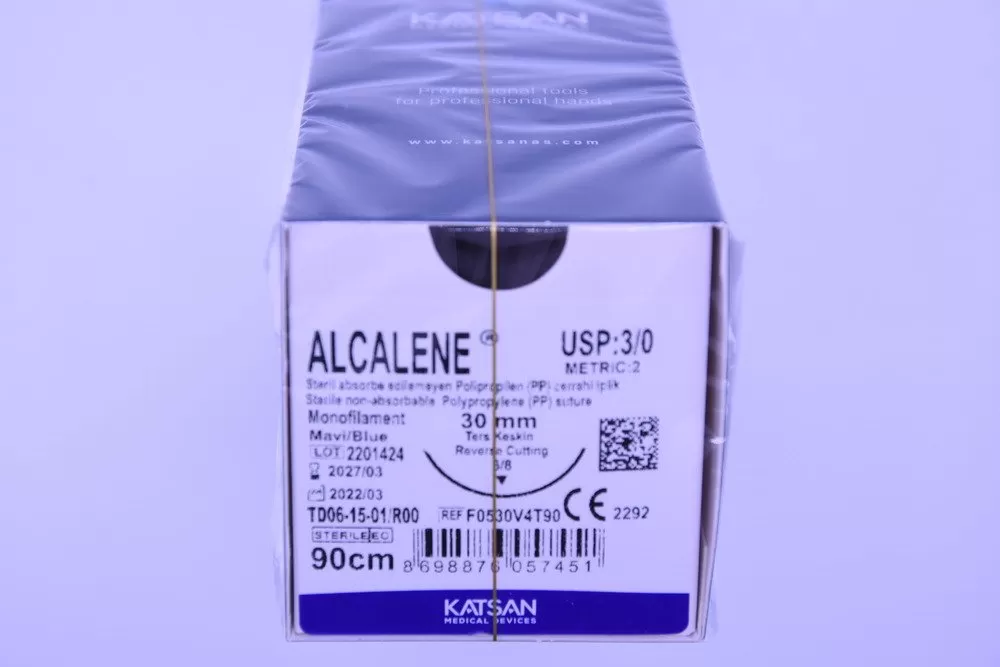 KATSAN
Professional tools
for professional hands
www.katsanas.com
ALCALENE ®
USP:3/0
METRIC:2
Steril absorbe edilemeyen Polipropilen (PP) cerrahi iplik
Sterile non-absorbable Polypropylene (PP) suture
Monofilament
30 mm
Mavi/Blue
Ters Keskin
Reverse Cutting
3/8
LOT 2201424
2027/03
2022/03
TD06-15-01/R00
REF F0530V4T90
CE 2292
STERILE EO
90cm
8 698876 057451
KATSAN
MEDICAL DEVICES